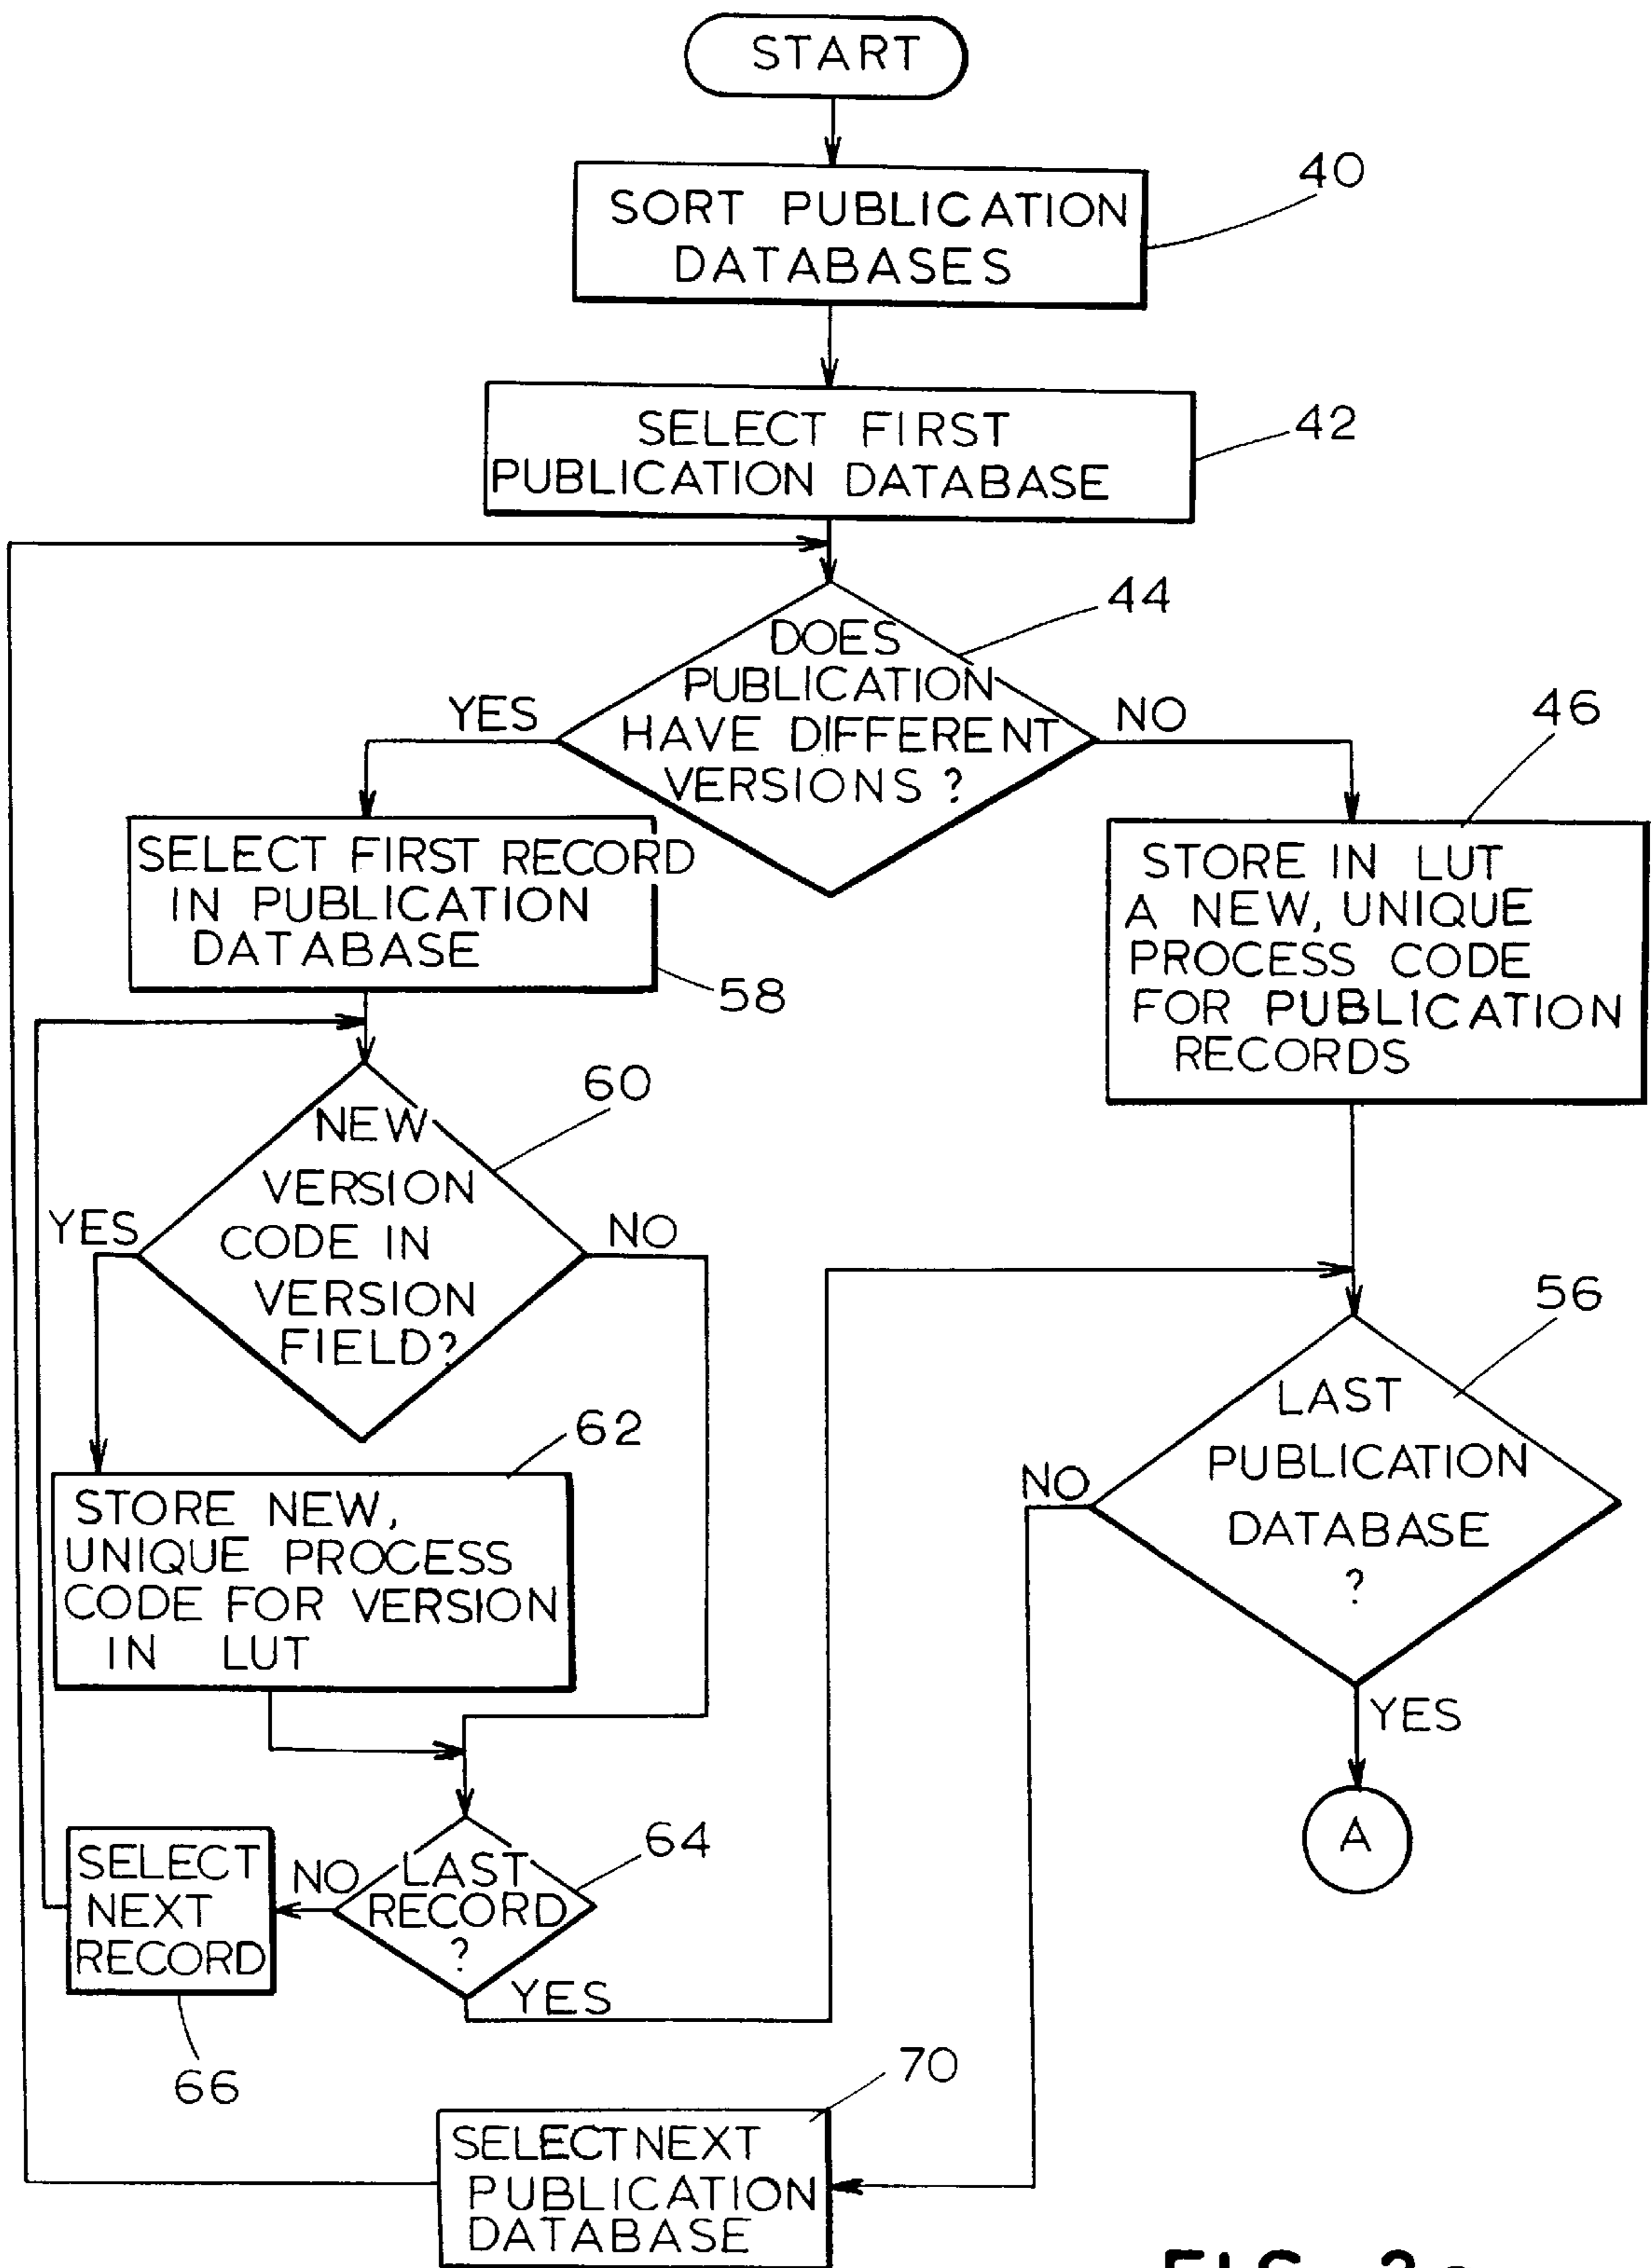 START
40
SORT PUBLICATION
DATABASES
42
SELECT FIRST
PUBLICATION DATABASE
44
DOES
PUBLICATION
HAVE DIFFERENT
VERSIONS ?
YES
NO
46
SELECT FIRST RECORD
IN PUBLICATION
DATABASE
58
STORE IN LUT
A NEW, UNIQUE
PROCESS CODE
FOR PUBLICATION
RECORDS
60
NEW
VERSION
CODE IN
VERSION
FIELD?
YES
NO
56
LAST
PUBLICATION
DATABASE
?
NO
YES
A
62
STORE NEW,
UNIQUE PROCESS
CODE FOR VERSION
IN LUT
64
LAST
RECORD
?
NO
YES
SELECT
NEXT
RECORD
66
70
SELECT NEXT
PUBLICATION
DATABASE